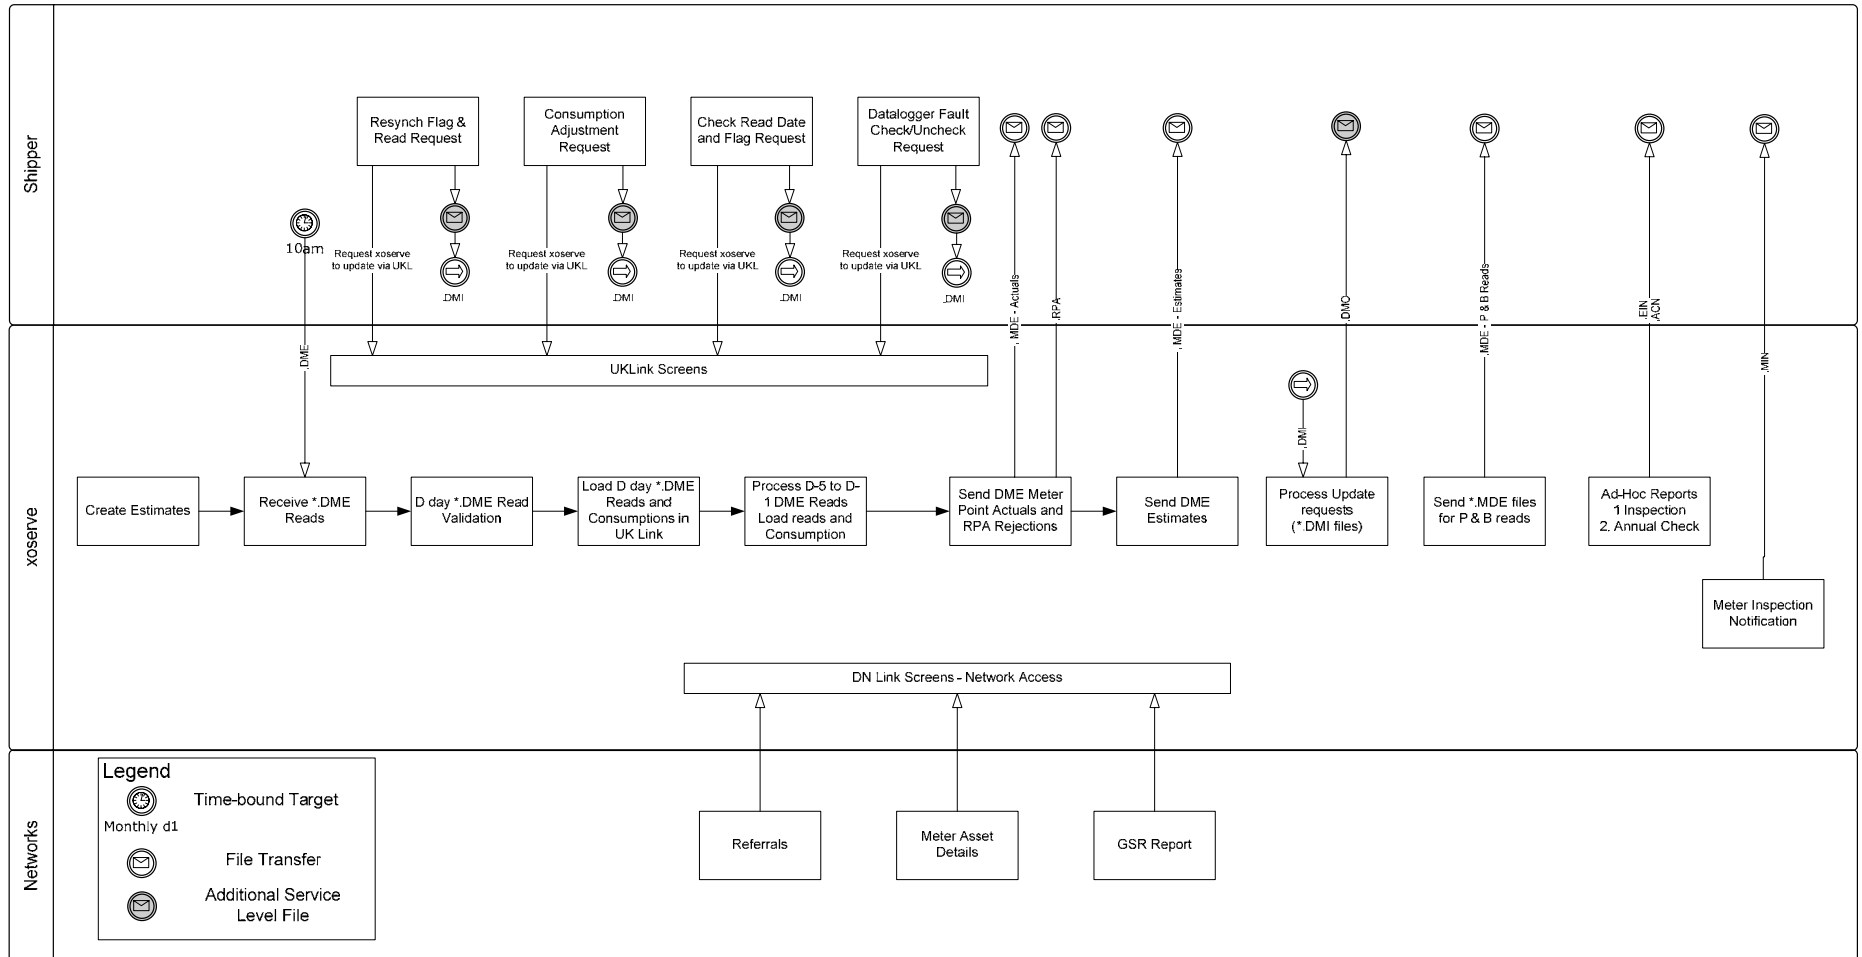 Shipper
Resynch Flag &
Read Request
Consumption
Adjustment
Request
Check Read Date
and Flag Request
Datalogger Fault
Check/Uncheck
Request
10am
Request xoserve
to update via UKL
.DMI
Request xoserve
to update via UKL
.DMI
Request xoserve
to update via UKL
.DMI
Request xoserve
to update via UKL
.DMI
. MDE - Actuals
.RPA
. MDE - Estimates
.DMO
.MDE - P & B Reads
.EIN
.ACN
.MIN
xoserve
.DME
UKLink Screens
.DMI
Create Estimates
Receive *.DME
Reads
D day *.DME Read
Validation
Load D day *.DME
Reads and
Consumptions in
UK Link
Process D-5 to D-
1 DME Reads
Load reads and
Consumption
Send DME Meter
Point Actuals and
RPA Rejections
Send DME
Estimates
Process Update
requests
(*.DMI files)
Send *.MDE files
for P & B reads
Ad-Hoc Reports
1 Inspection
2. Annual Check
Meter Inspection
Notification
DN Link Screens - Network Access
Networks
Legend
Time-bound Target
Monthly d1
File Transfer
Additional Service
Level File
Referrals
Meter Asset
Details
GSR Report